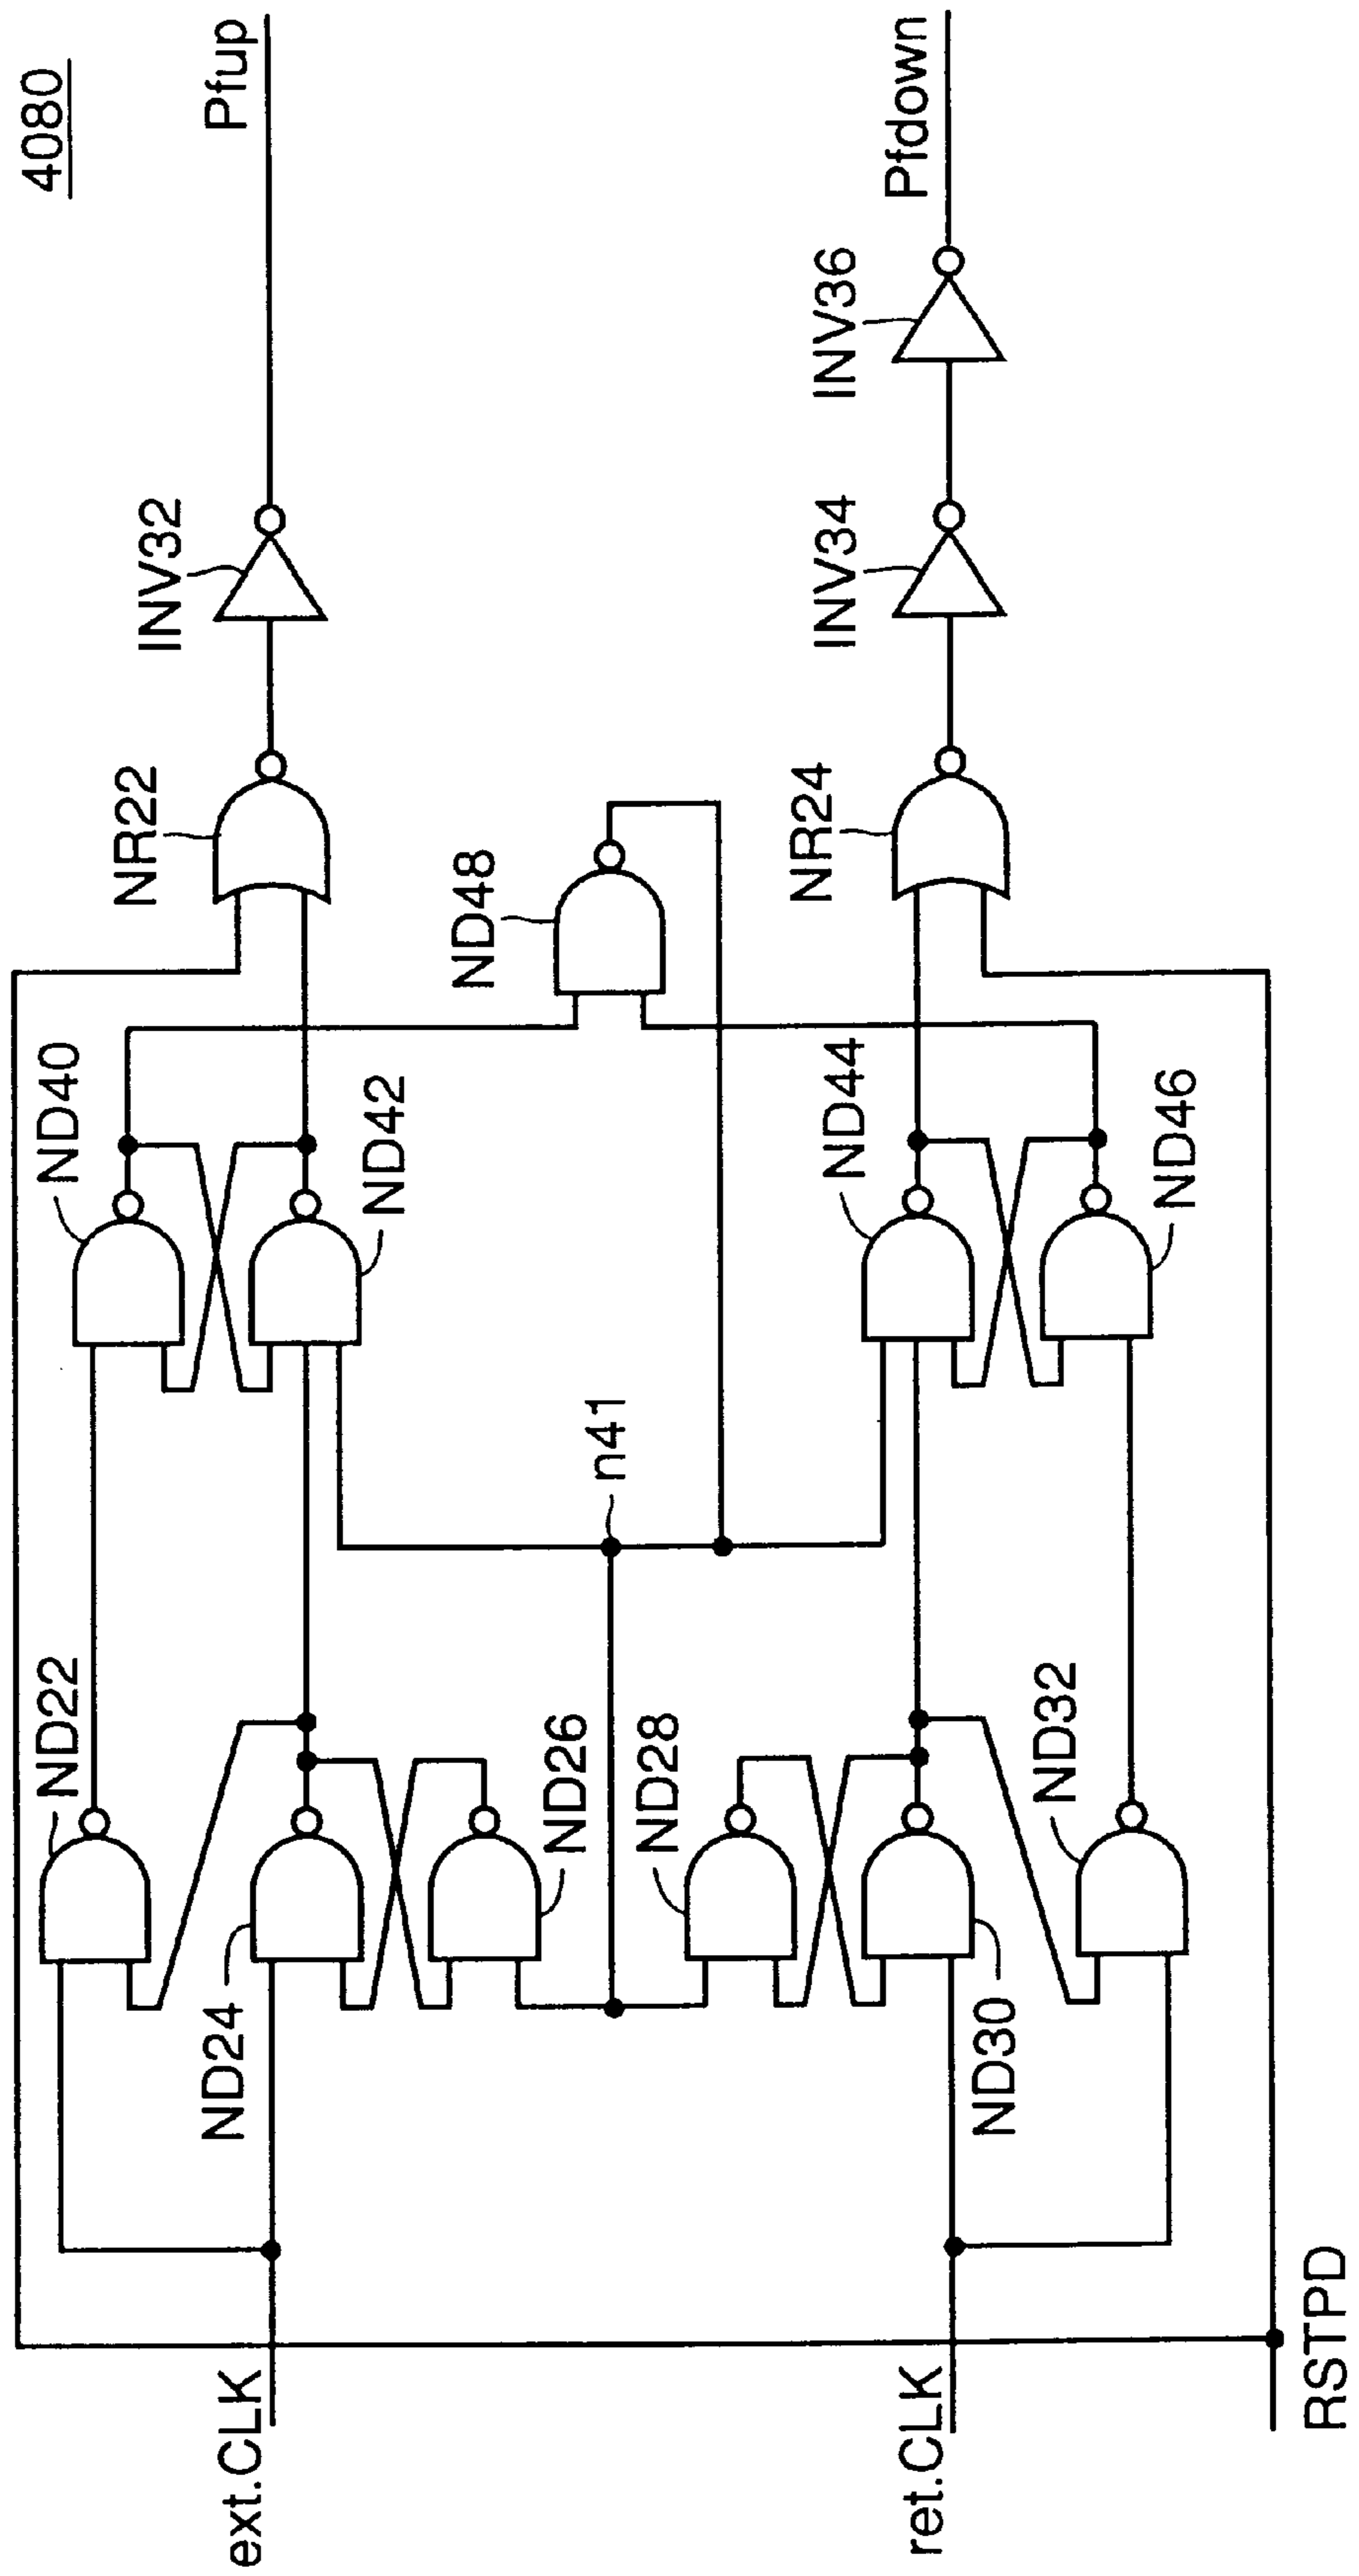 4080
ext.CLK
ret.CLK
RSTPD
ND22
ND24
ND26
ND28
ND30
ND32
n41
ND40
ND42
ND44
ND46
ND48
NR22
NR24
INV32
INV34
INV36
Pfup
Pfdown